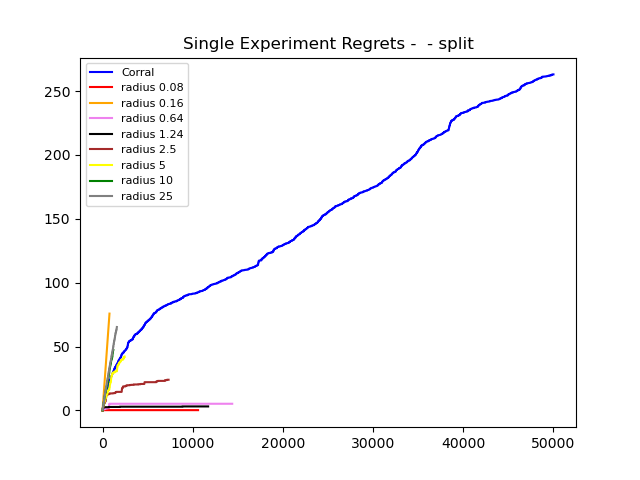 Single Experiment Regrets -  - split
Corral
radius 0.08
radius 0.16
radius 0.64
radius 1.24
radius 2.5
radius 5
radius 10
radius 25
250
200
150
100
50
0
0 10000 20000 30000 40000 50000